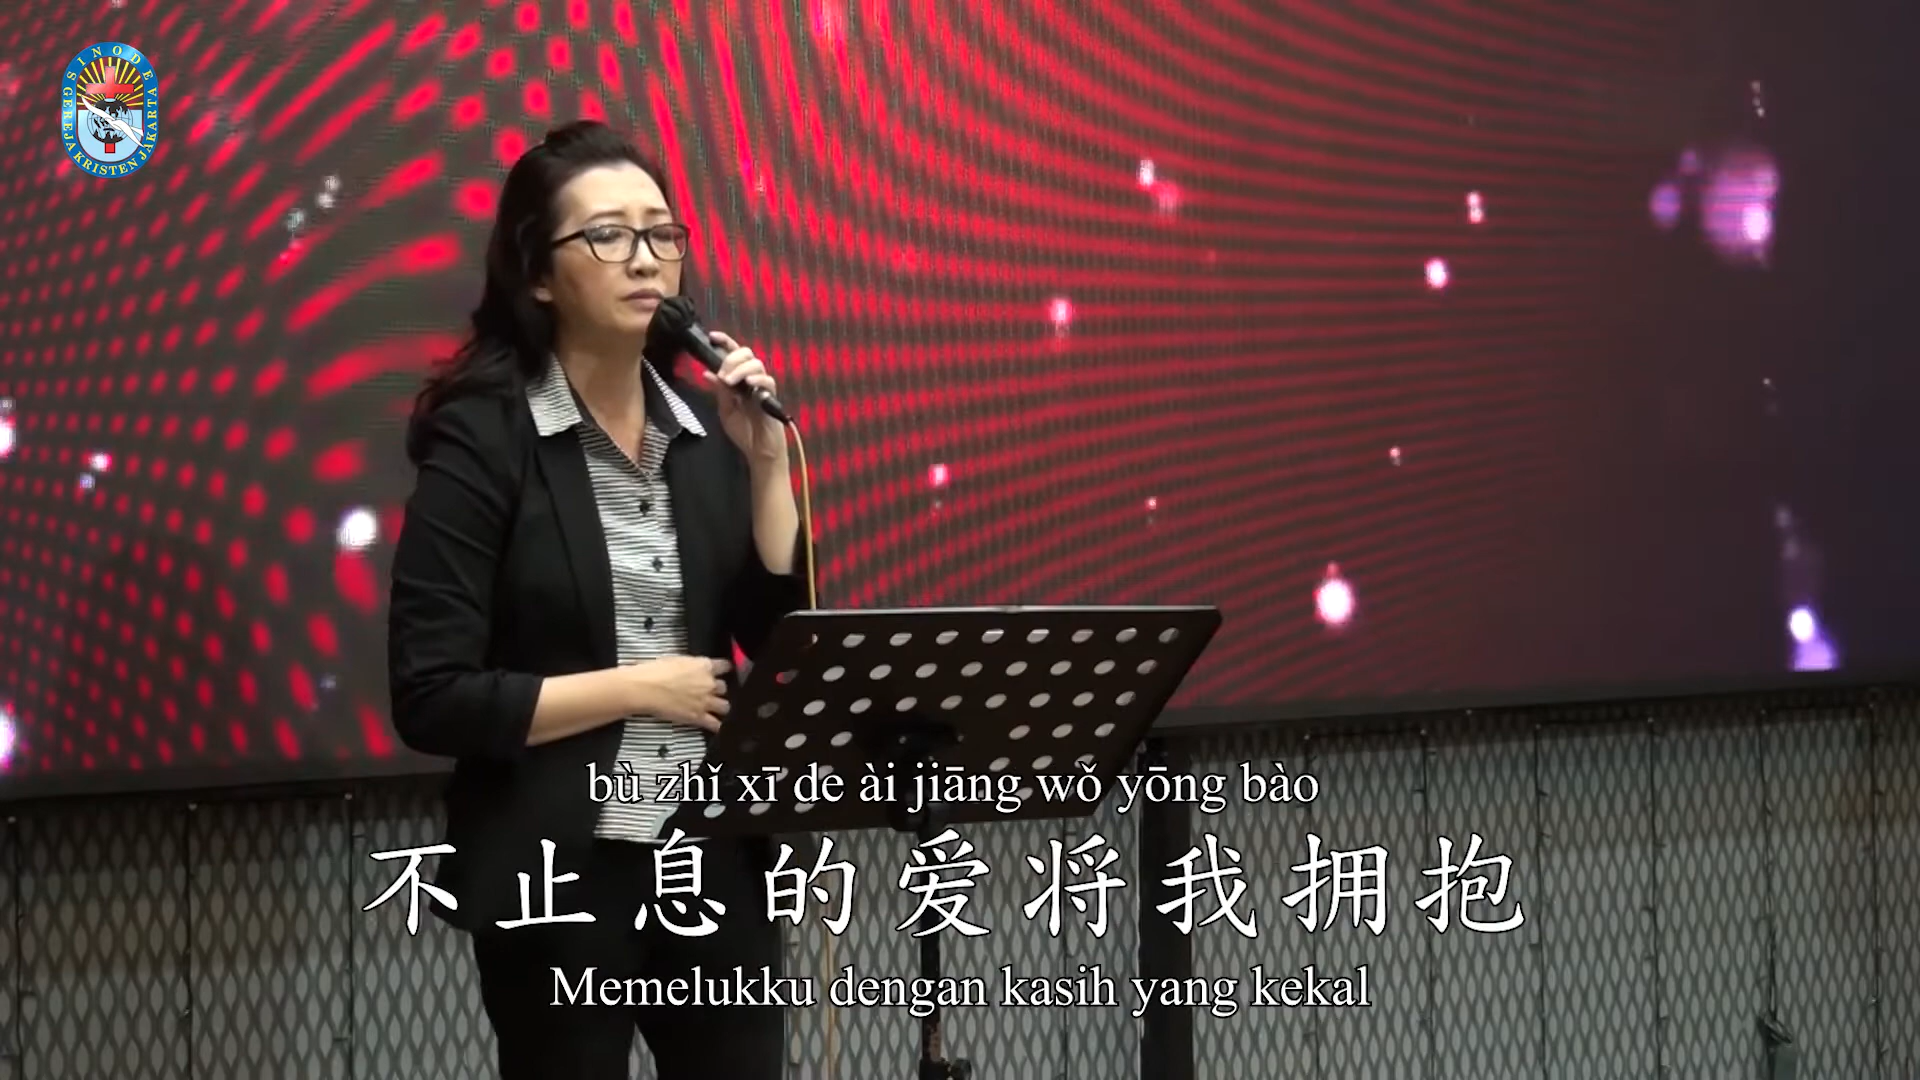 SINODE
GEREJA KRISTEN JAKARTA
bù zhǐ xī de ài jiāng wǒ yōng bào
不止息的爱将我拥抱
Memelukku dengan kasih yang kekal